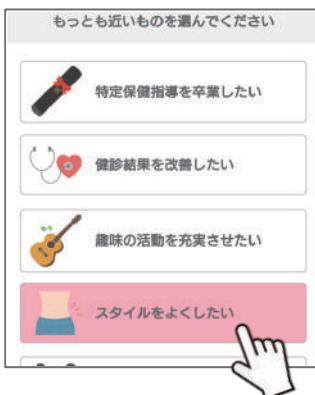 もっとも近いものを選んでください
特定保健指導を卒業したい
健診結果を改善したい
趣味の活動を充実させたい
スタイルをよくしたい